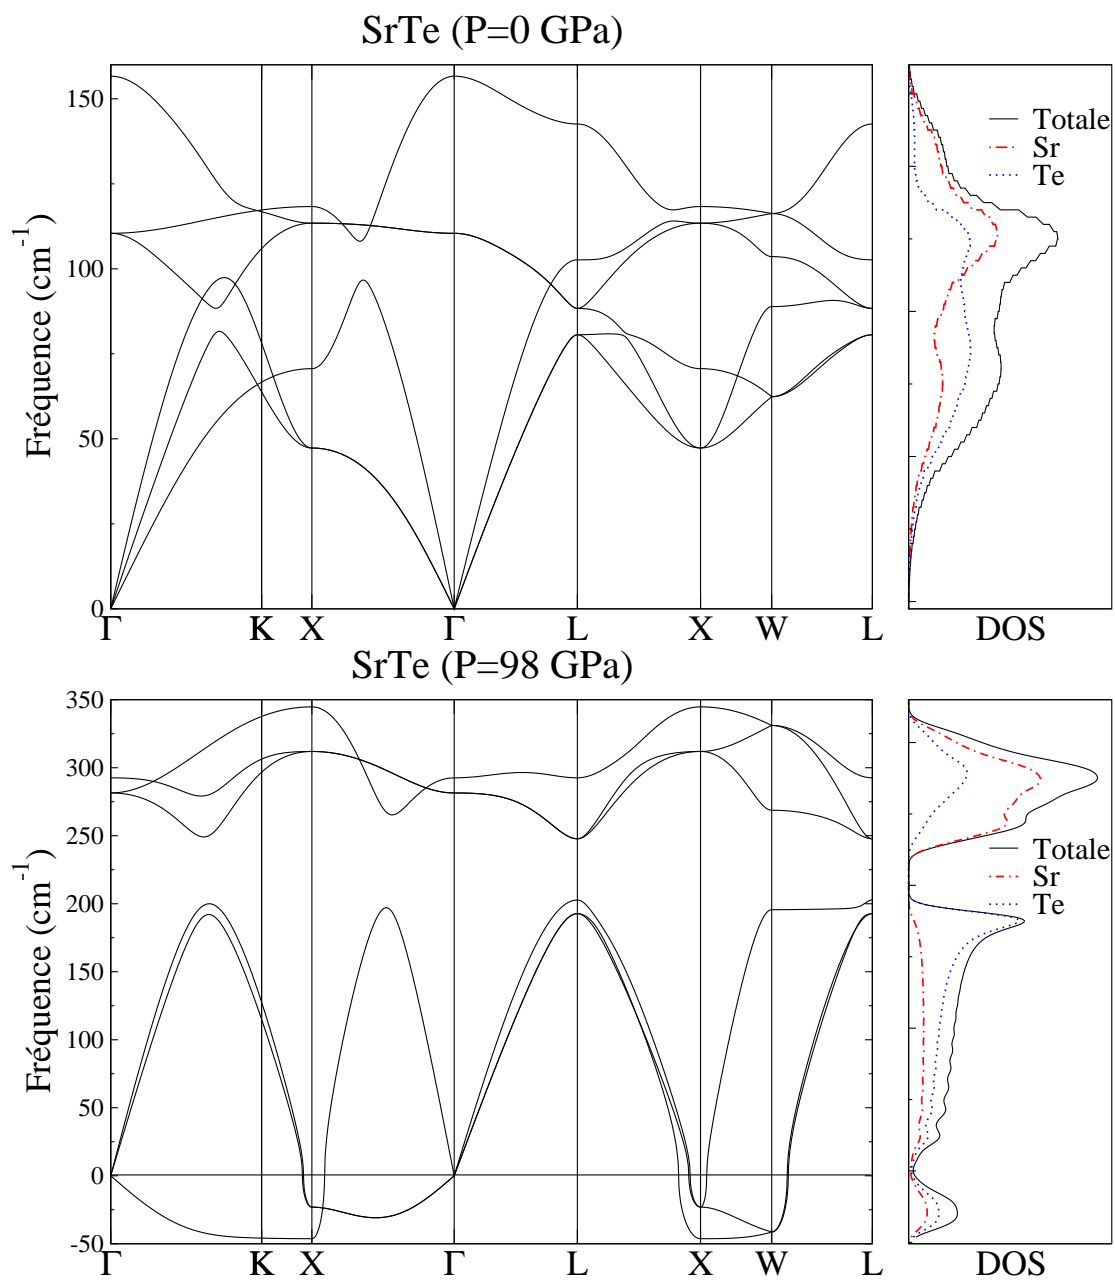 SrTe (P=0 GPa)
150
100
50
0
Fréquence (cm⁻¹)
Γ K X Γ L X W L
Totale
Sr
Te
DOS
SrTe (P=98 GPa)
350
300
250
200
150
100
50
0
-50
Fréquence (cm⁻¹)
Γ K X Γ L X W L
Totale
Sr
Te
DOS